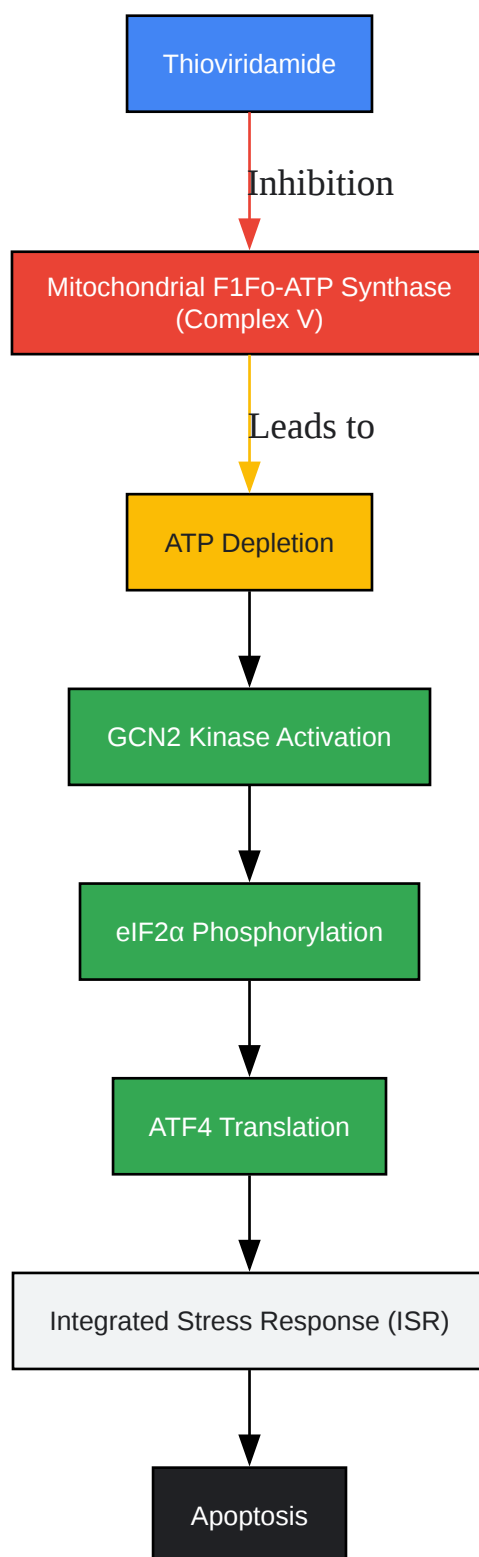 Thioviridamide
Inhibition
Mitochondrial F1Fo-ATP Synthase
(Complex V)
Leads to
ATP Depletion
GCN2 Kinase Activation
eIF2α Phosphorylation
ATF4 Translation
Integrated Stress Response (ISR)
Apoptosis